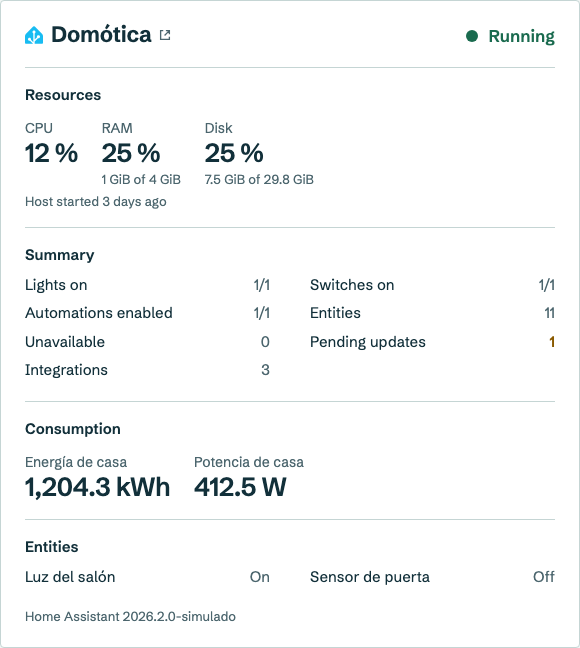 Domótica
Running
Resources
CPU RAM Disk
12 % 25 % 25 %
1 GiB of 4 GiB 7.5 GiB of 29.8 GiB
Host started 3 days ago
Summary
Lights on 1/1 Switches on 1/1
Automations enabled 1/1 Entities 11
Unavailable 0 Pending updates 1
Integrations 3
Consumption
Energía de casa Potencia de casa
1,204.3 kWh 412.5 W
Entities
Luz del salón On Sensor de puerta Off
Home Assistant 2026.2.0-simulado